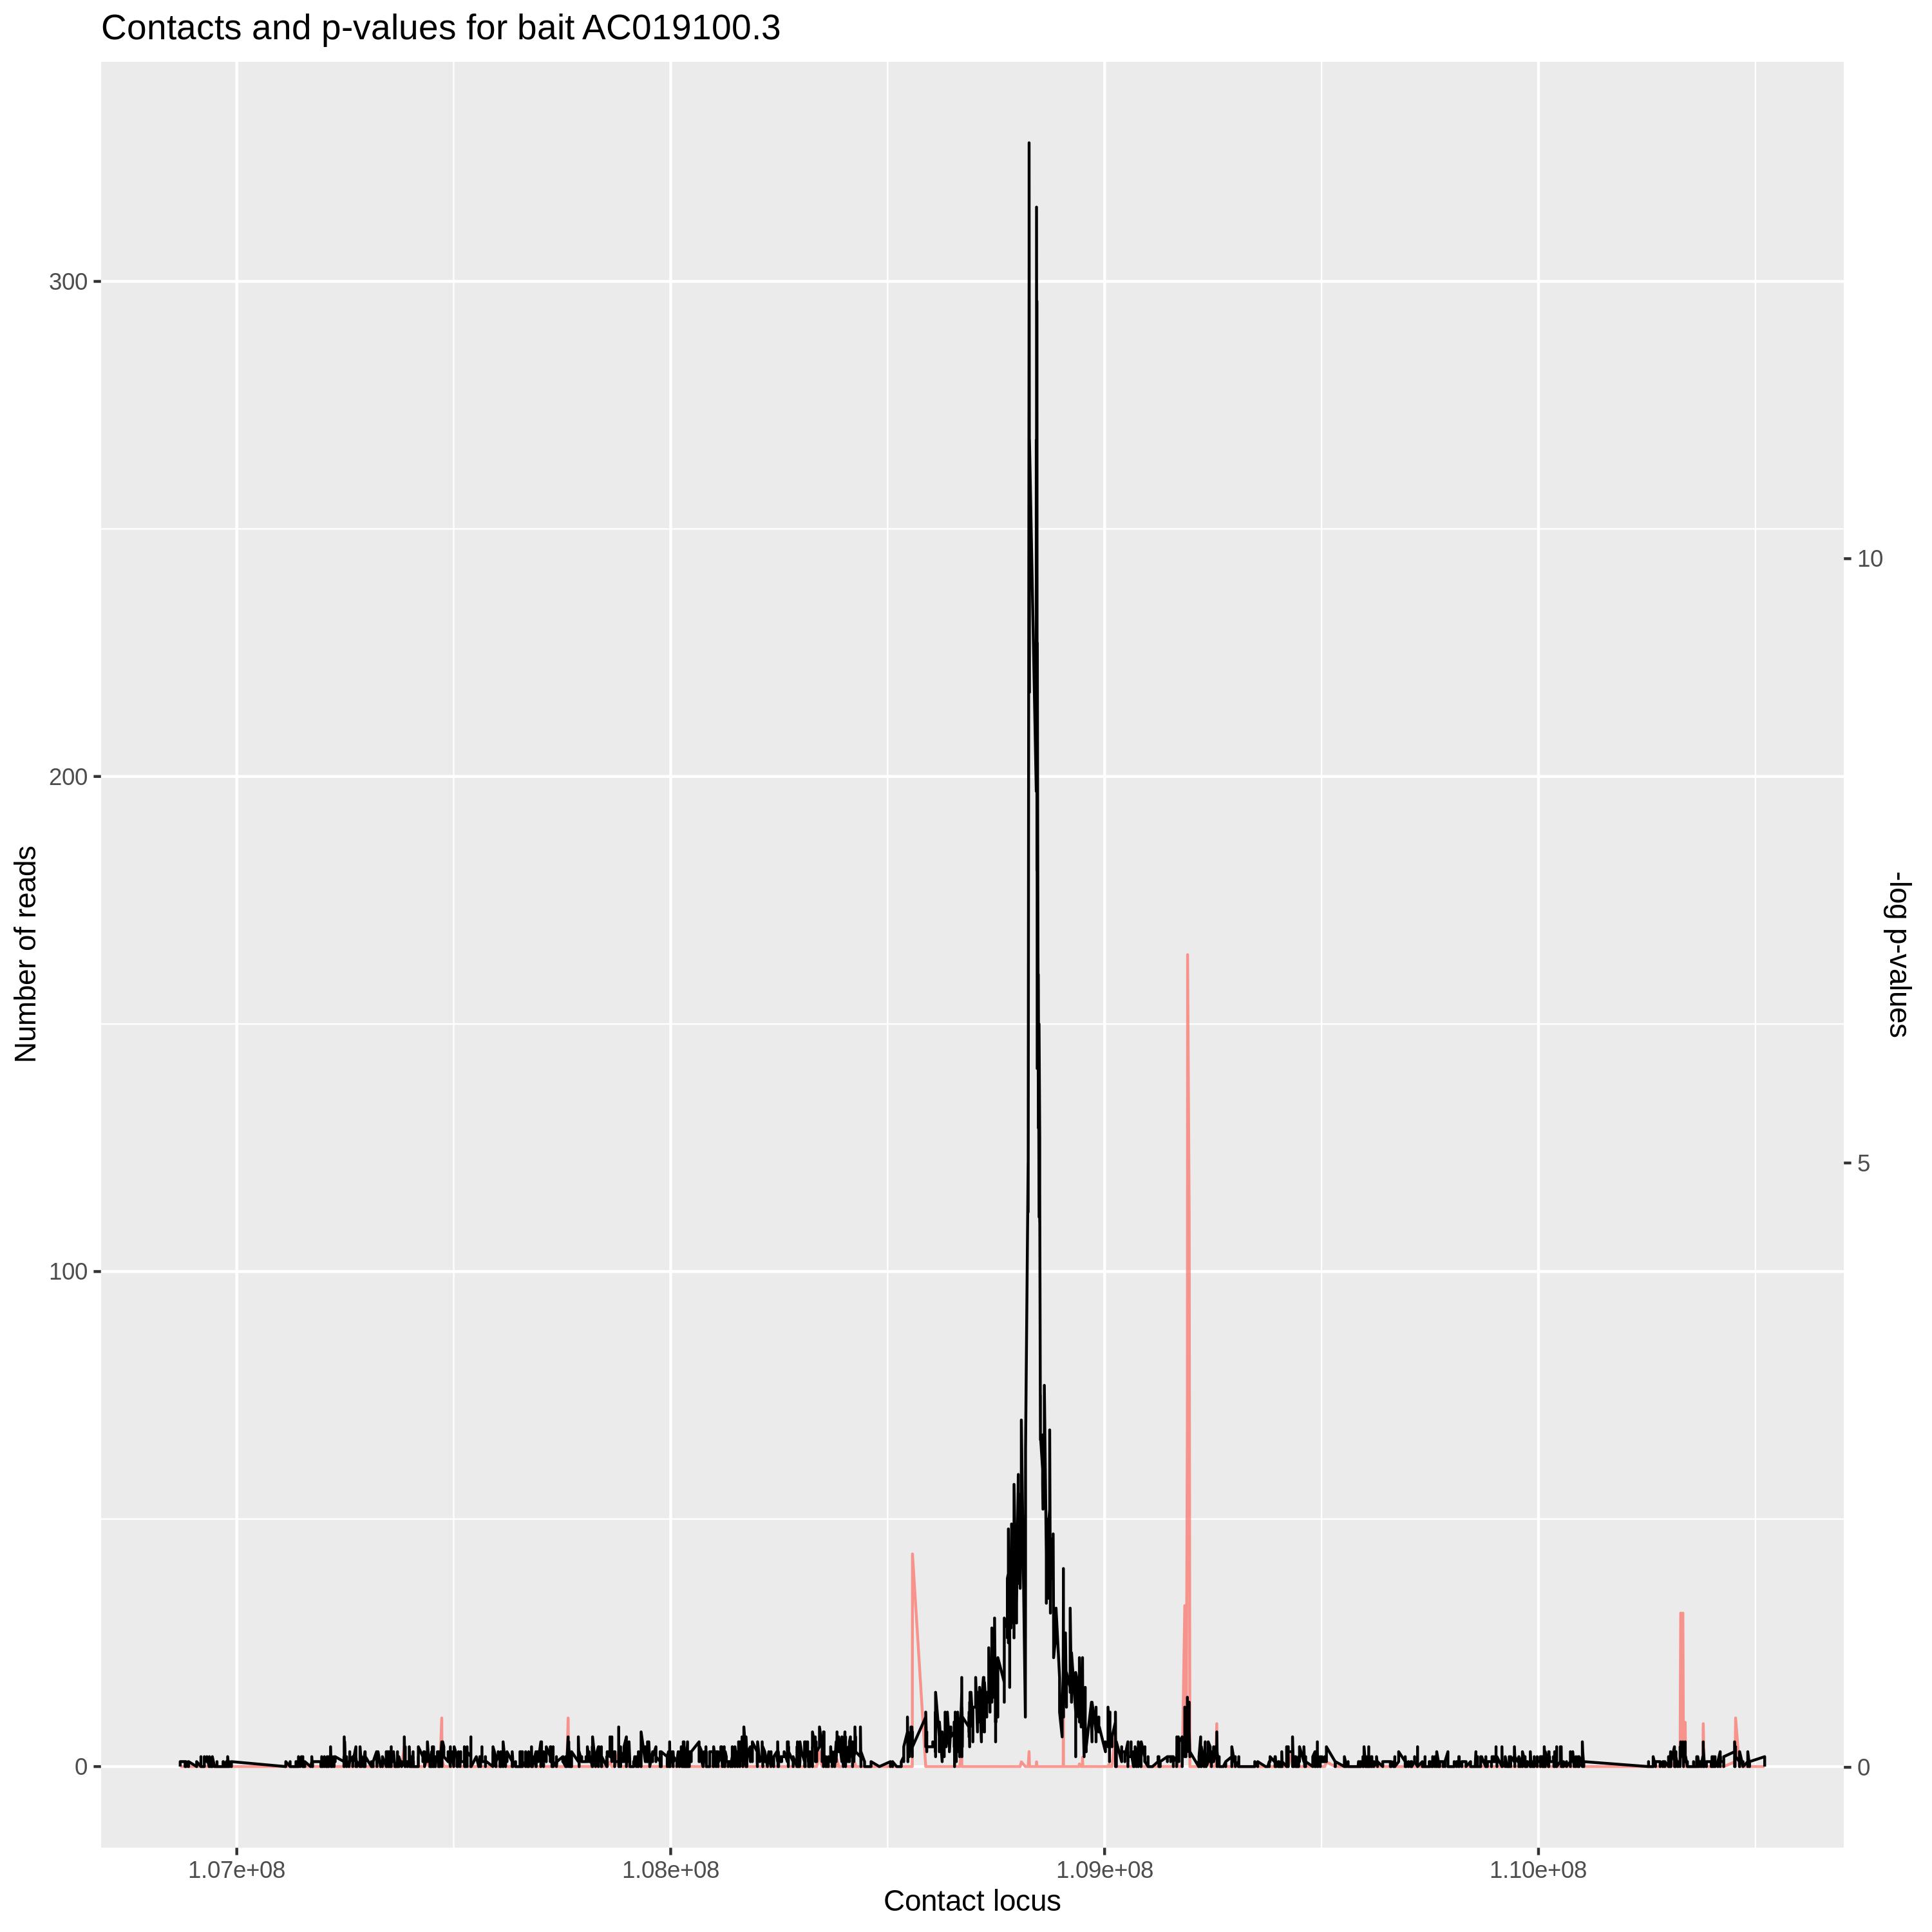 Contacts and p-values for bait AC019100.3
300
200
100
0
Number of reads
10
5
0
-log p-values
1.07e+08
1.08e+08
1.09e+08
1.10e+08
Contact locus